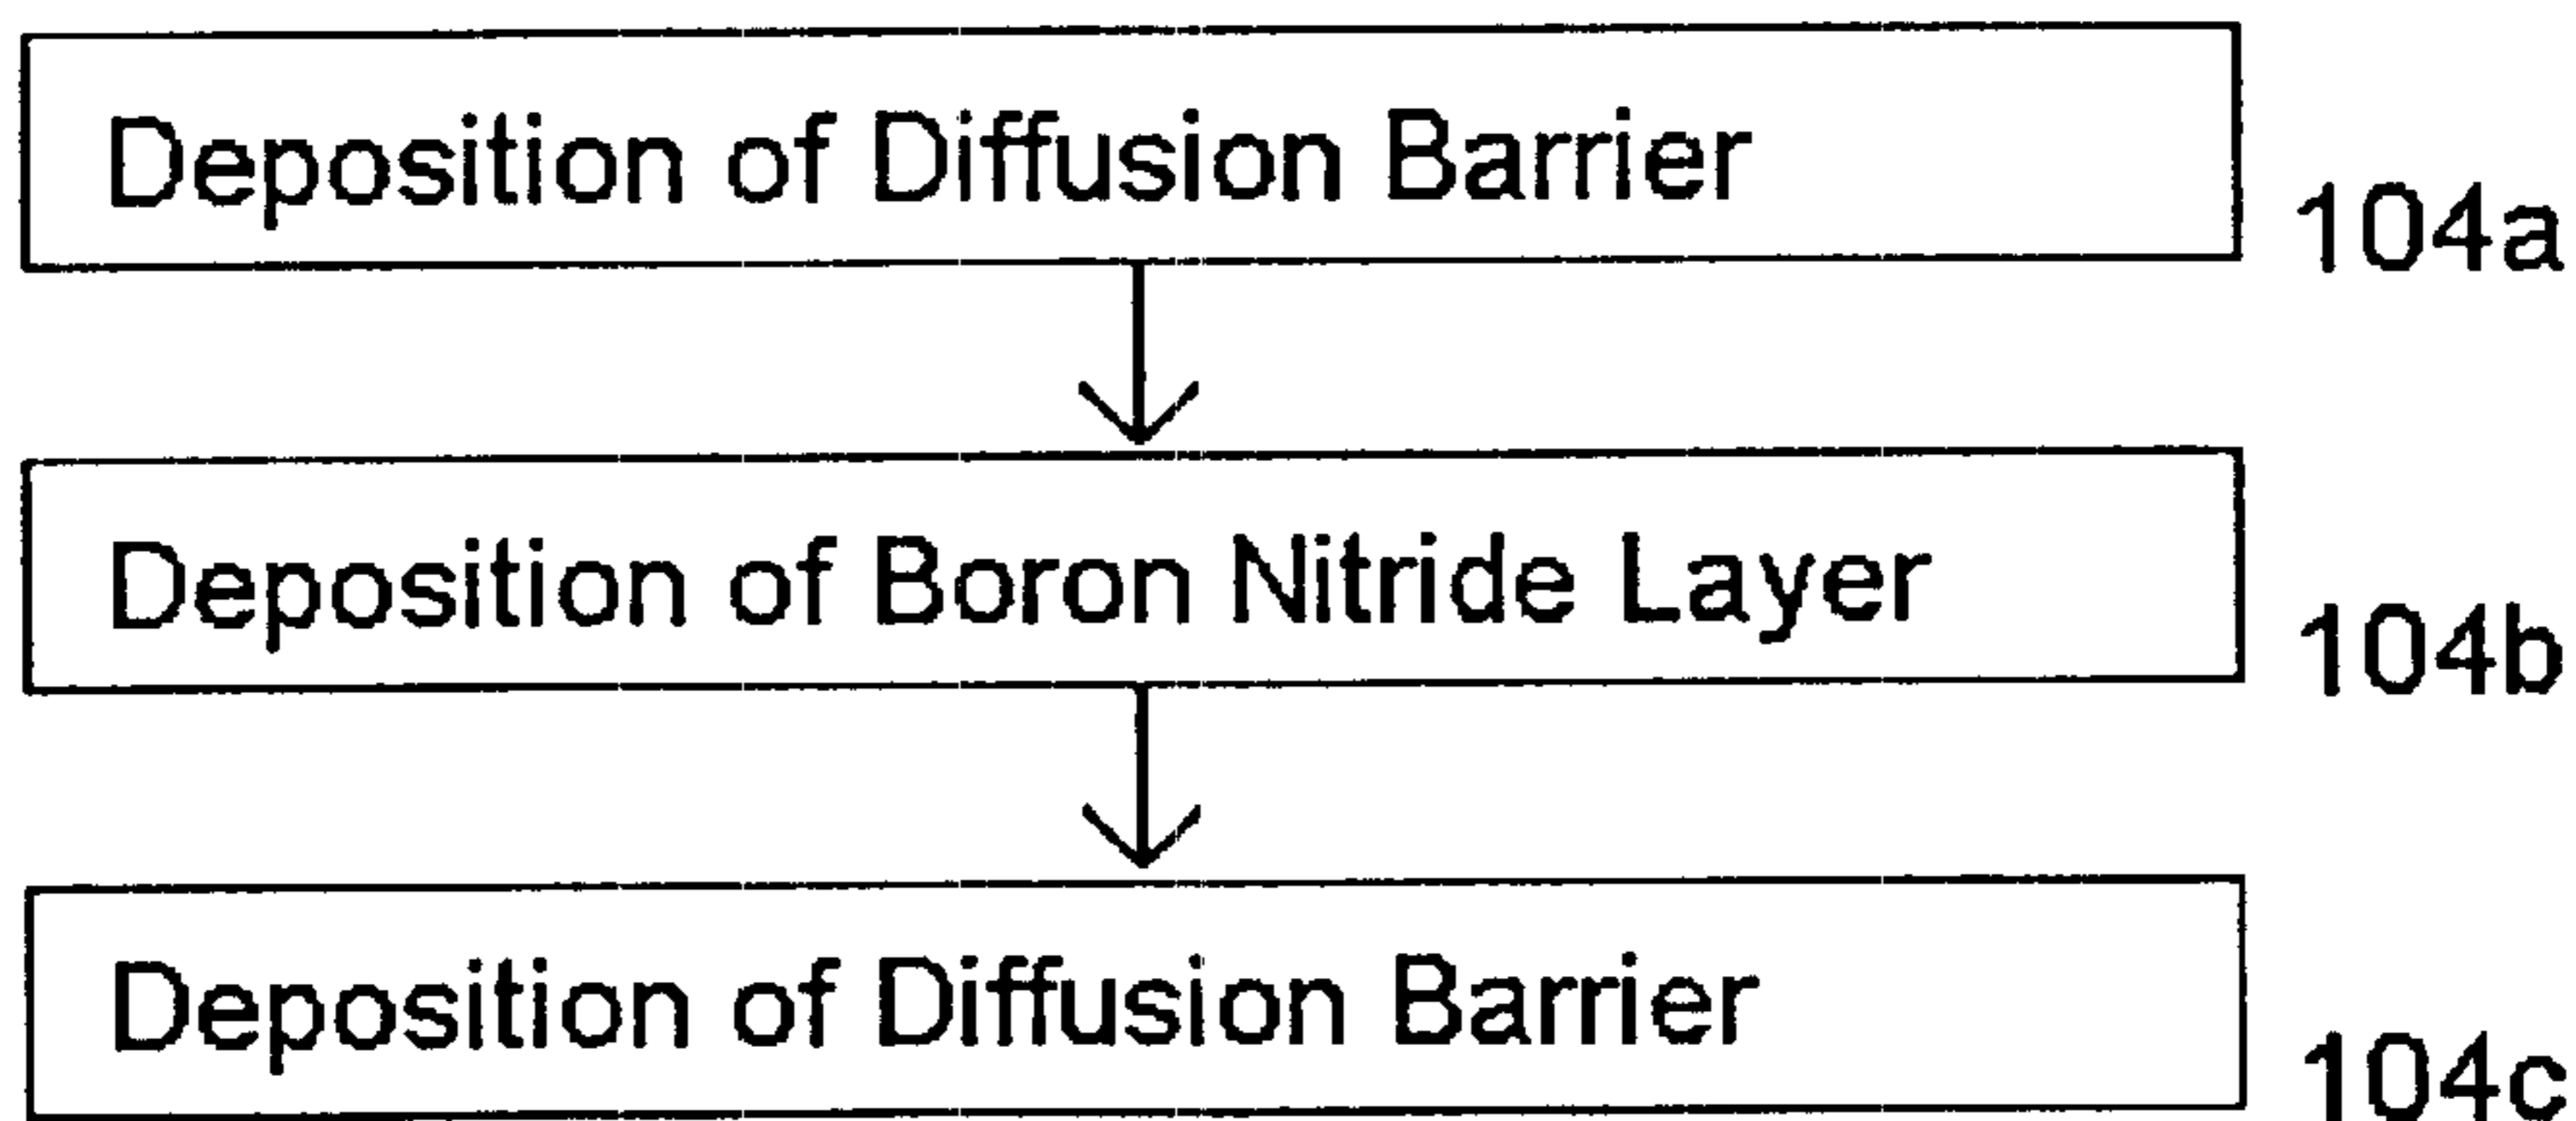 Deposition of Diffusion Barrier
104a
Deposition of Boron Nitride Layer
104b
Deposition of Diffusion Barrier
104c